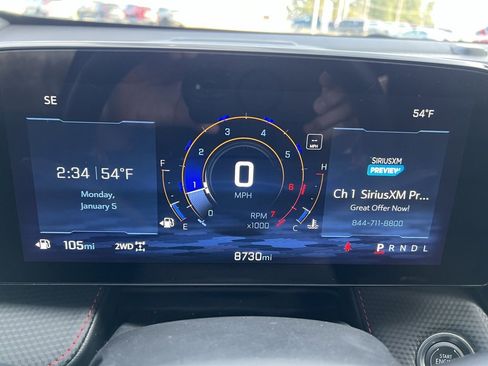 SE
54°F
2:34 54°F
Monday,
January 5
F
E
0
1
2
3
4
5
6
7
0
MPH
RPM
x1000
--
MPH
H
C
SIRIUSXM
PREVIEW
Ch 1 SiriusXM Pr...
Great Offer Now!
844-711-8800
105mi
2WD
8730mi
PRNDL
START
ENGINE